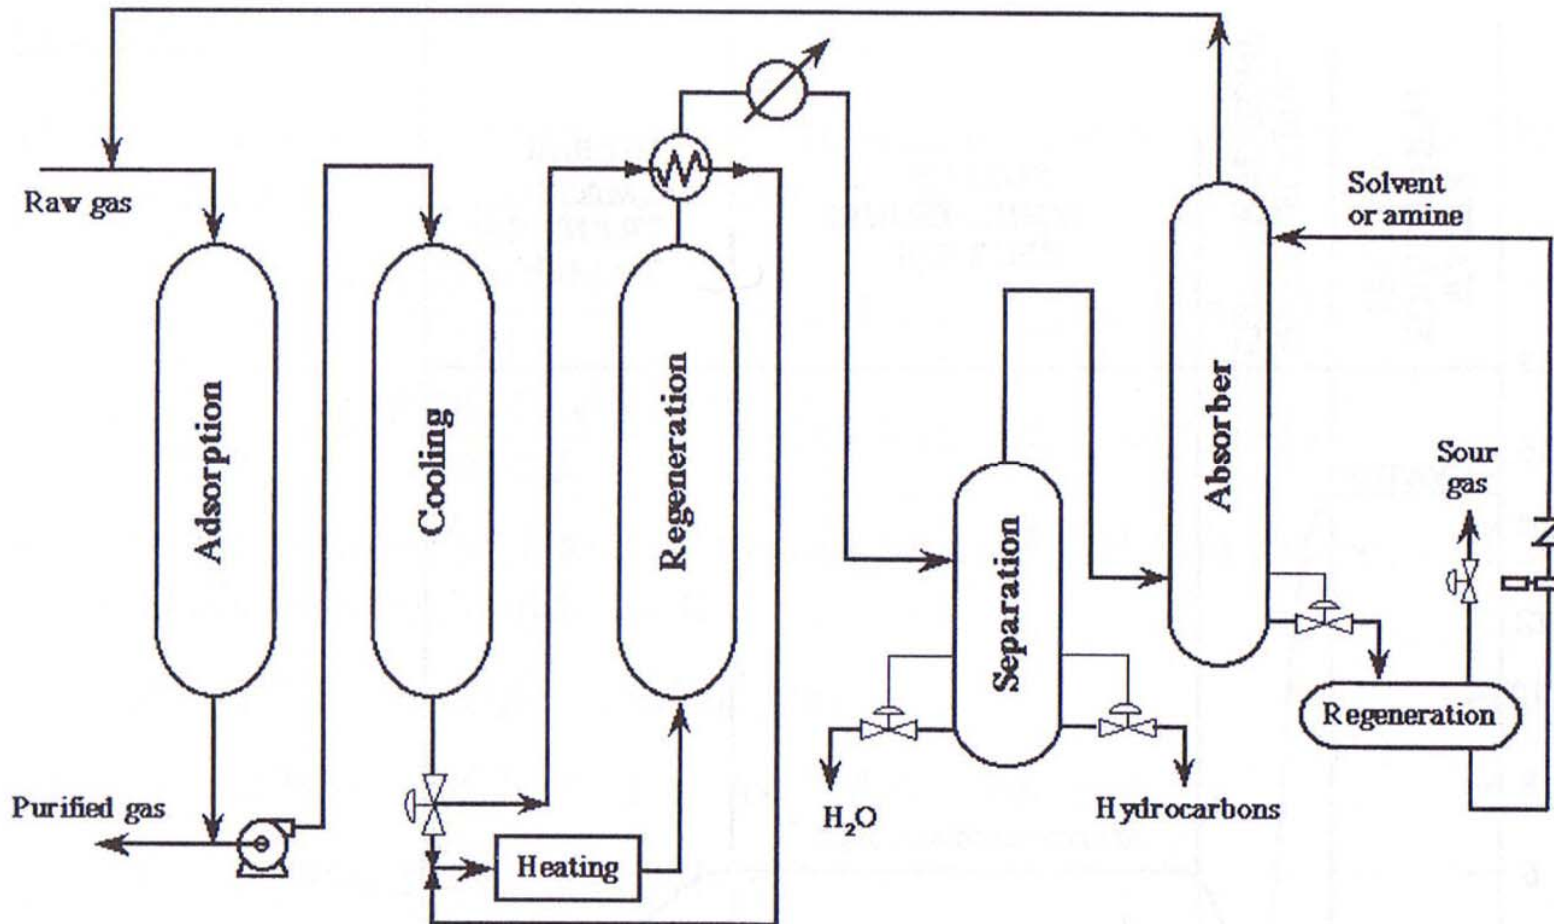 Raw gas
Solvent
or amine
Adsorption
Cooling
Regeneration
Absorber
Separation
Sour
gas
Regeneration
Purified gas
Heating
H₂O
Hydrocarbons